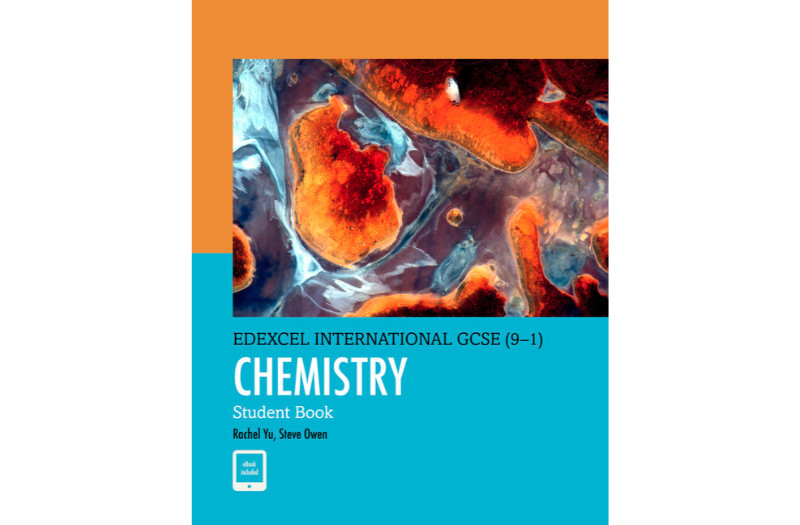 EDEXCEL INTERNATIONAL GCSE (9–1)
CHEMISTRY
Student Book
Rachel Yu, Steve Owen
eBook
included